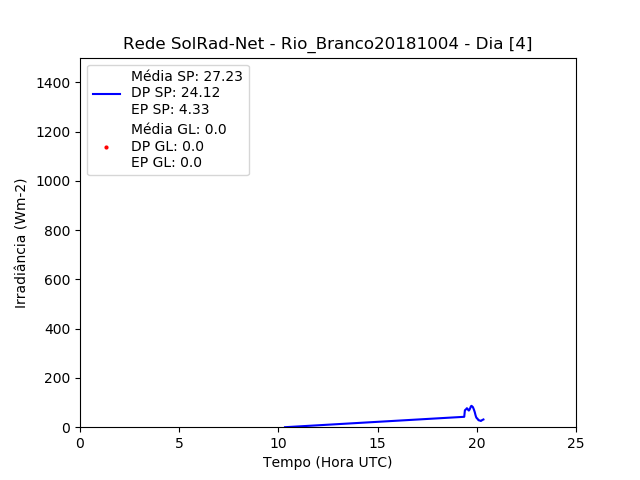 Rede SolRad-Net - Rio_Branco20181004 - Dia [4]
Média SP: 27.23
DP SP: 24.12
EP SP: 4.33
Média GL: 0.0
DP GL: 0.0
EP GL: 0.0
1400
1200
1000
800
600
400
200
0
Irradiância (Wm-2)
0 5 10 15 20 25
Tempo (Hora UTC)